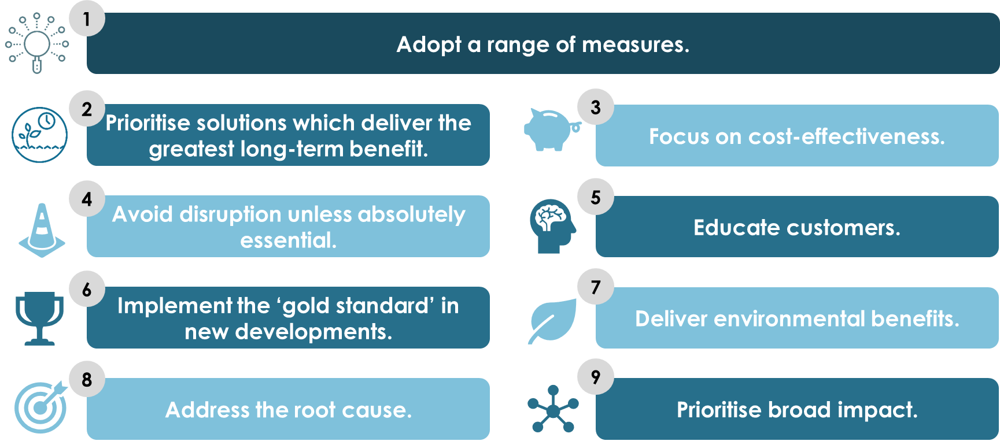 1
Adopt a range of measures.
2
Prioritise solutions which deliver the
greatest long-term benefit.
3
Focus on cost-effectiveness.
4
Avoid disruption unless absolutely
essential.
5
Educate customers.
6
Implement the ‘gold standard’ in
new developments.
7
Deliver environmental benefits.
8
Address the root cause.
9
Prioritise broad impact.